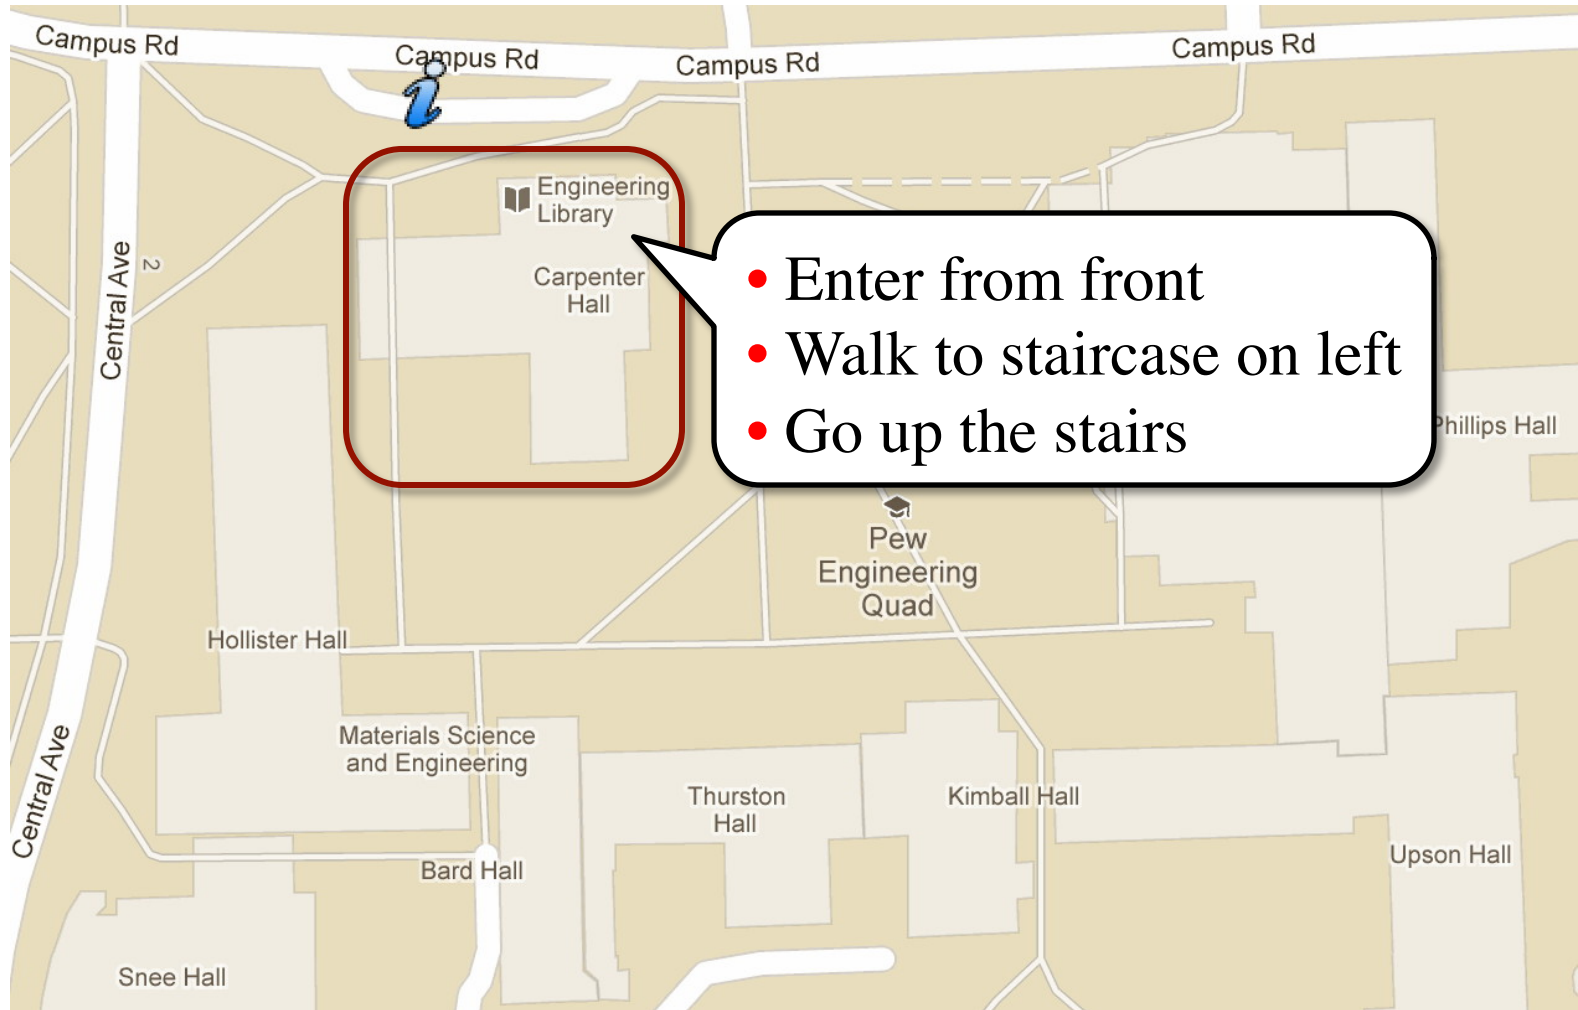 Campus Rd
Campus Rd
Campus Rd
Campus Rd
Engineering
Library
Central Ave
2
Carpenter
Hall
• Enter from front
• Walk to staircase on left
• Go up the stairs
Phillips Hall
Pew
Engineering
Quad
Hollister Hall
Materials Science
and Engineering
Central Ave
Thurston
Hall
Kimball Hall
Upson Hall
Bard Hall
Snee Hall